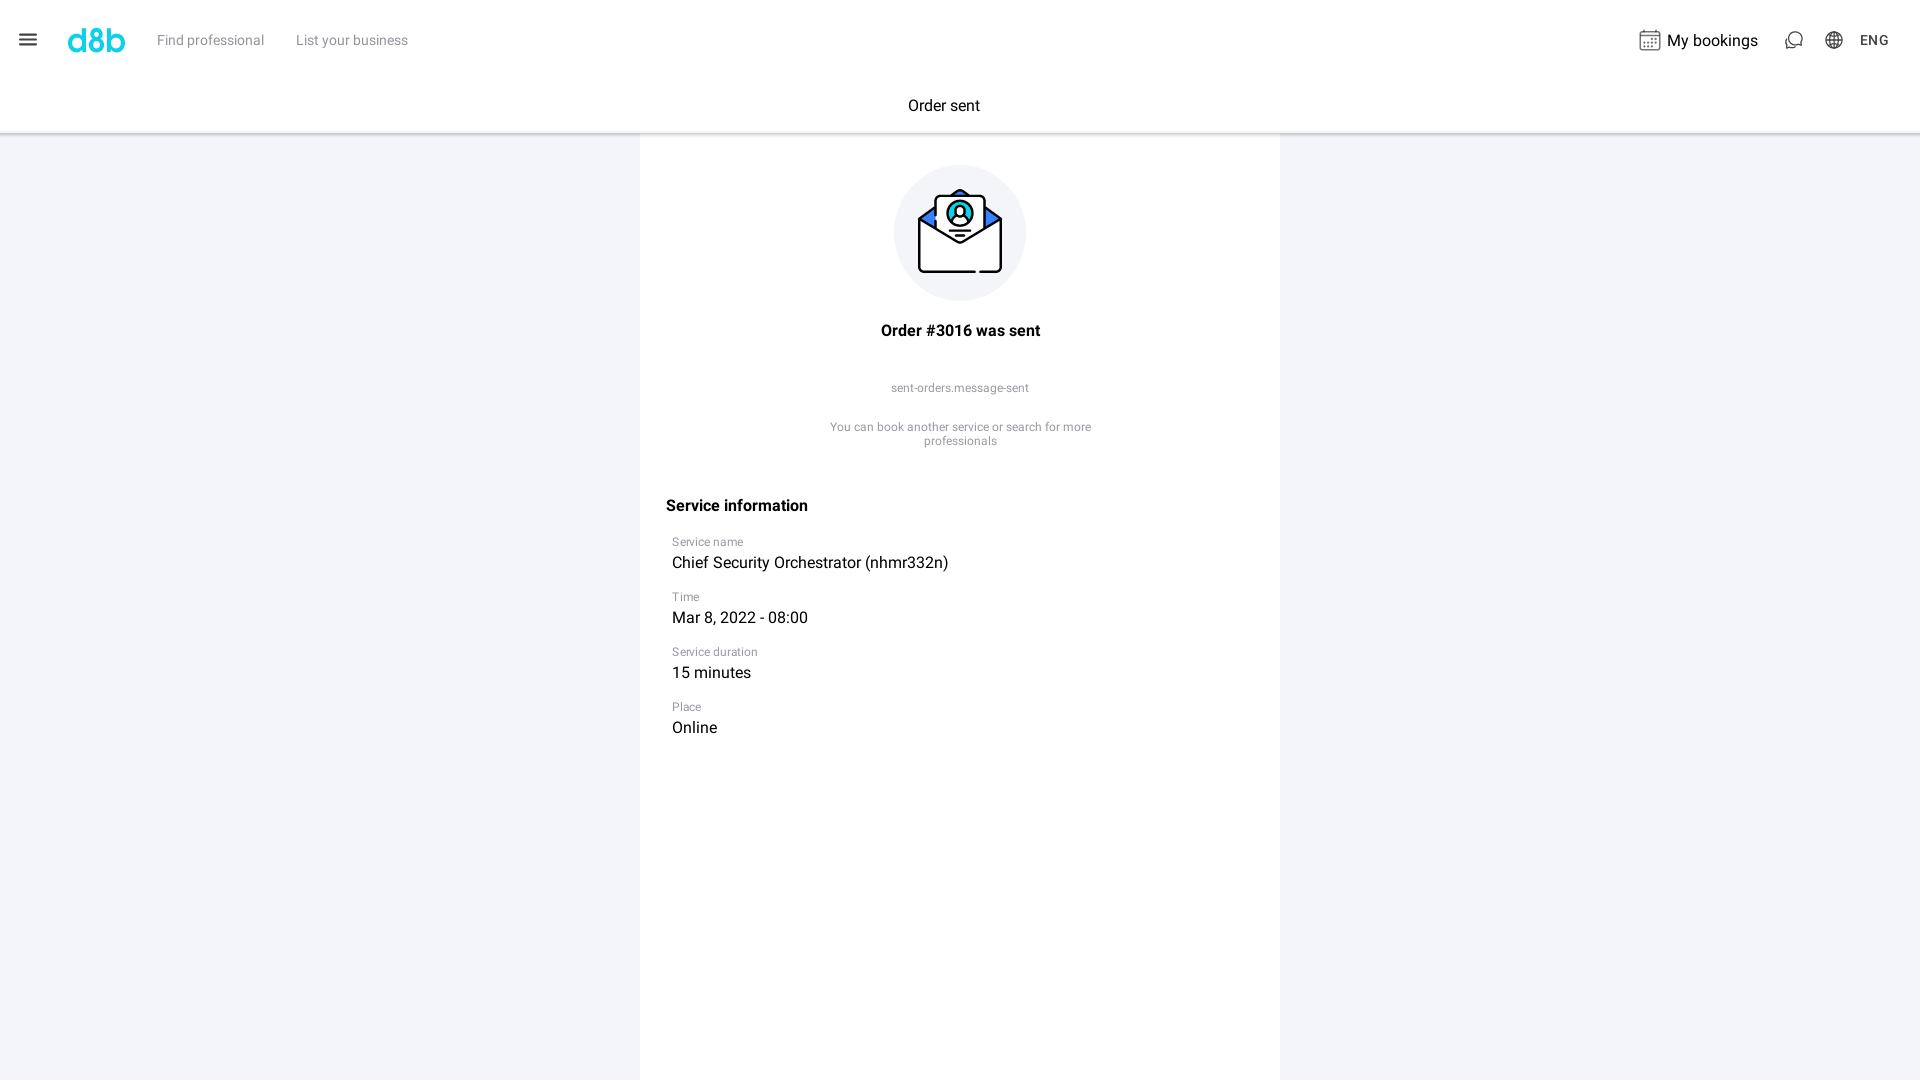 d8b
Find professional
List your business
My bookings
ENG
Order sent
Order #3016 was sent
sent-orders.message-sent
You can book another service or search for more
professionals
Service information
Service name
Chief Security Orchestrator (nhmr332n)
Time
Mar 8, 2022 - 08:00
Service duration
15 minutes
Place
Online